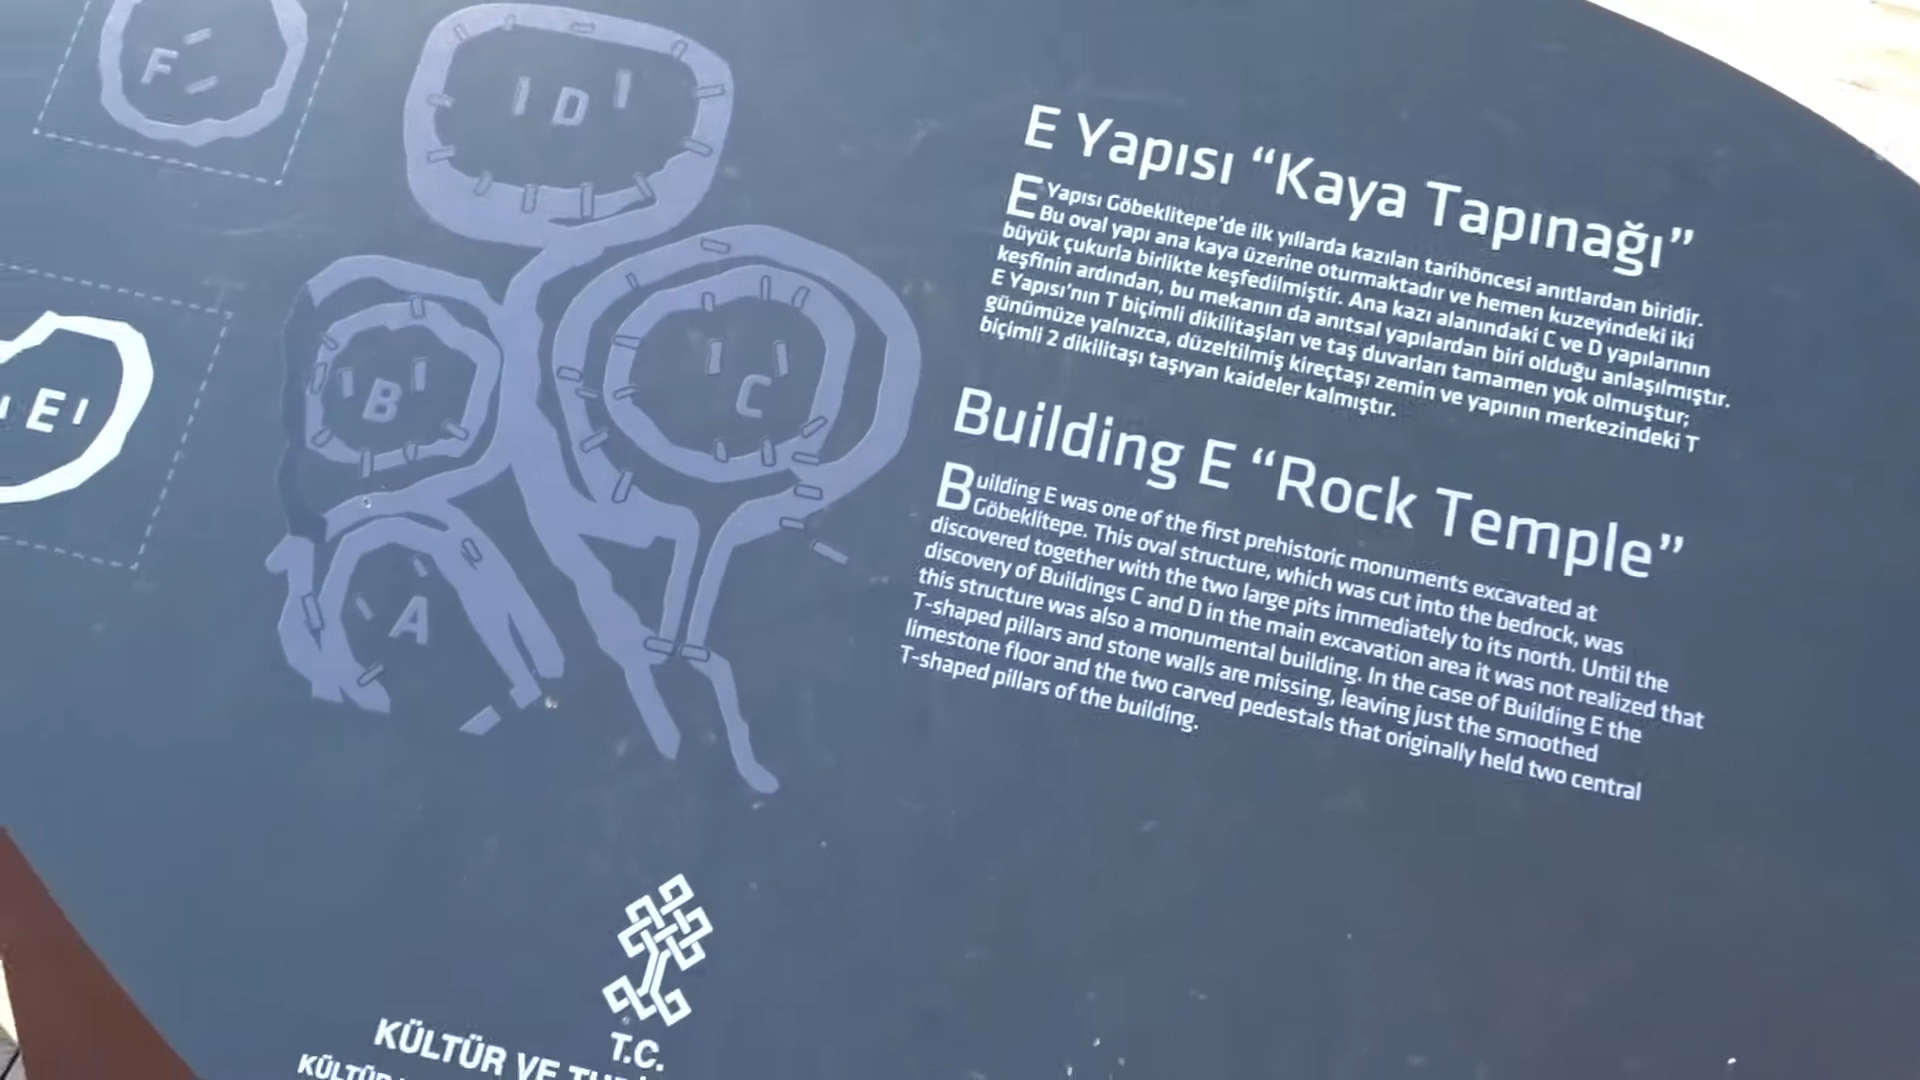 F
D
E
B
C
A
E Yapısı “Kaya Tapınağı”
E Yapısı Göbeklitepe’de ilk yıllarda kazılan tarihöncesi anıtlardan biridir.
Bu oval yapı ana kaya üzerine oturmaktadır ve hemen kuzeyindeki iki
büyük çukurla birlikte keşfedilmiştir. Ana kazı alanındaki C ve D yapılarının
keşfinin ardından, bu mekanın da anıtsal yapılardan biri olduğu anlaşılmıştır.
E Yapısı’nın T biçimli dikilitaşları ve taş duvarları tamamen yok olmuştur;
günümüze yalnızca, düzeltilmiş kireçtaşı zemin ve yapının merkezindeki T
biçimli 2 dikilitaşı taşıyan kaideler kalmıştır.
Building E “Rock Temple”
Building E was one of the first prehistoric monuments excavated at
Göbeklitepe. This oval structure, which was cut into the bedrock, was
discovered together with the two large pits immediately to its north. Until the
discovery of Buildings C and D in the main excavation area it was not realized that
this structure was also a monumental building. In the case of Building E the
T-shaped pillars and stone walls are missing, leaving just the smoothed
limestone floor and the two carved pedestals that originally held two central
T-shaped pillars of the building.
T.C.
KÜLTÜR VE
KÜLTÜR